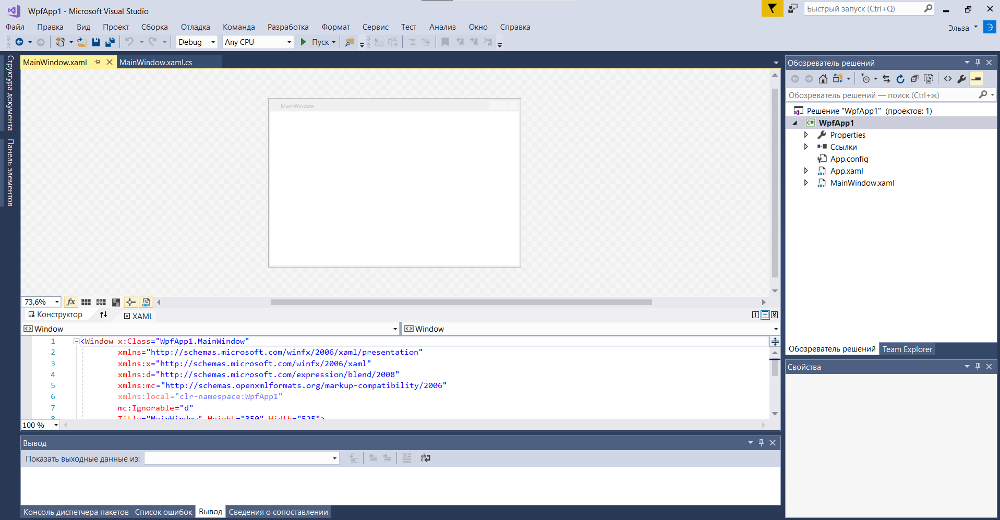 WpfApp1 - Microsoft Visual Studio
Быстрый запуск (Ctrl+Q)
Файл Правка Вид Проект Сборка Отладка Команда Разработка Формат Сервис Тест Анализ Окно Справка
Эльза Э
Debug Any CPU Пуск
Структура документа
Панель элементов
MainWindow.xaml MainWindow.xaml.cs
MainWindow
73,6%
fx
Конструктор XAML
Window Window
1 <Window x:Class="WpfApp1.MainWindow"
2 xmlns="http://schemas.microsoft.com/winfx/2006/xaml/presentation"
3 xmlns:x="http://schemas.microsoft.com/winfx/2006/xaml"
4 xmlns:d="http://schemas.microsoft.com/expression/blend/2008"
5 xmlns:mc="http://schemas.openxmlformats.org/markup-compatibility/2006"
6 xmlns:local="clr-namespace:WpfApp1"
7 mc:Ignorable="d"
8 Title="MainWindow" Height="350" Width="525">
100 %
Вывод
Показать выходные данные из:
Консоль диспетчера пакетов Список ошибок Вывод Сведения о сопоставлении
Обозреватель решений
Обозреватель решений — поиск (Ctrl+ж)
Решение "WpfApp1" (проектов: 1)
C# WpfApp1
Properties
Ссылки
App.config
App.xaml
MainWindow.xaml
Обозреватель решений Team Explorer
Свойства